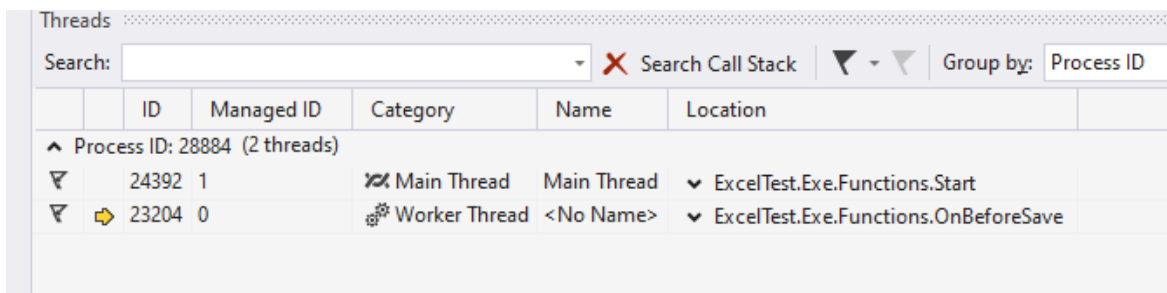 Threads
Search: Search Call Stack Group by: Process ID
ID Managed ID Category Name Location
Process ID: 28884 (2 threads)
24392 1 Main Thread Main Thread ExcelTest.Exe.Functions.Start
23204 0 Worker Thread <No Name> ExcelTest.Exe.Functions.OnBeforeSave